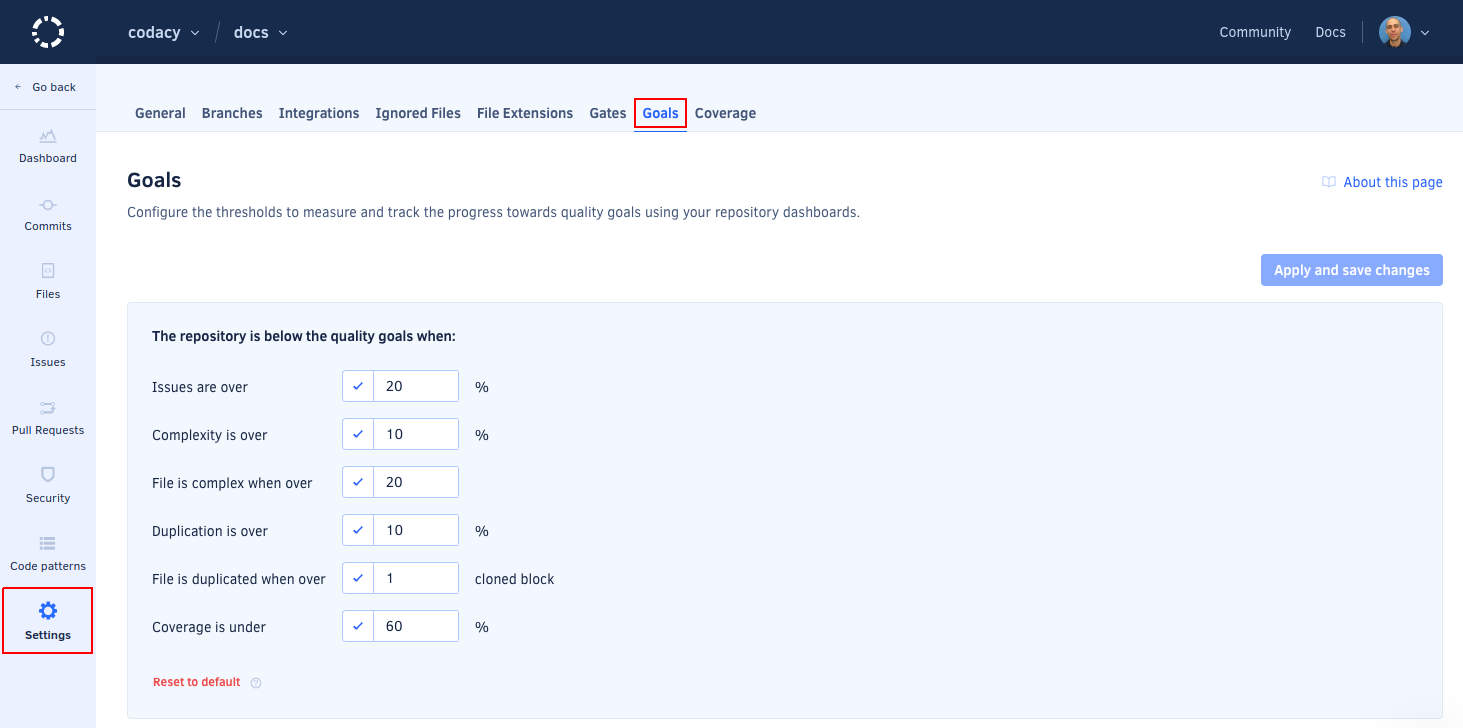 codacy / docs
Community Docs
Go back
General Branches Integrations Ignored Files File Extensions Gates Goals Coverage
Dashboard
Commits
Files
Issues
Pull Requests
Security
Code patterns
Settings
Goals
About this page
Configure the thresholds to measure and track the progress towards quality goals using your repository dashboards.
Apply and save changes
The repository is below the quality goals when:
Issues are over 20 %
Complexity is over 10 %
File is complex when over 20
Duplication is over 10 %
File is duplicated when over 1 cloned block
Coverage is under 60 %
Reset to default ?